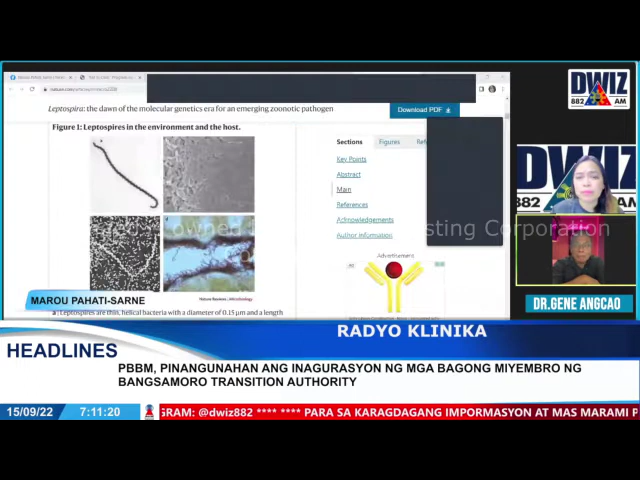 Leptospira: the dawn of the molecular genetics era for an emerging zoonotic pathogen
Download PDF
Figure 1: Leptospires in the environment and the host.
Sections
Figures
Key Points
Abstract
Main
References
Acknowledgements
Author information
Advertisement
Nature Reviews | Microbiology
a | Leptospires are thin, helical bacteria with a diameter of 0.15 µm and a length
DWIZ
882 AM
DWIZ
882
MAROU PAHATI-SARNE
DR.GENE ANGCAO
RADYO KLINIKA
HEADLINES
PBBM, PINANGUNAHAN ANG INAGURASYON NG MGA BAGONG MIYEMBRO NG
BANGSAMORO TRANSITION AUTHORITY
15/09/22
7:11:20
GRAM: @dwiz882 **** **** PARA SA KARAGDAGANG IMPORMASYON AT MAS MARAMI P